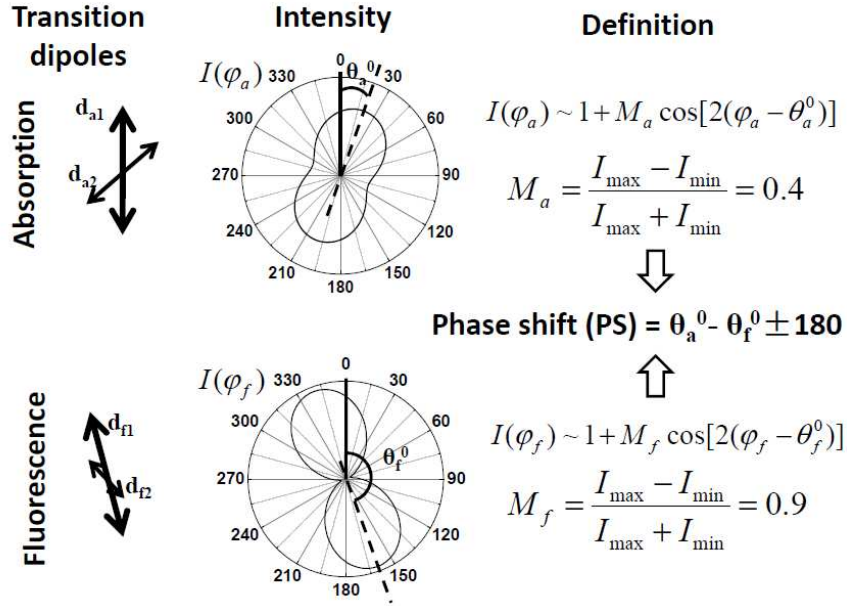 Transition dipoles
Intensity
Definition
Absorption
d_a1
d_a2
I(φ_a)
θ_a^0
0
30
60
90
120
150
180
210
240
270
300
330
I(φ_a) ~ 1 + M_a cos[2(φ_a − θ_a^0)]
M_a = (I_max − I_min) / (I_max + I_min) = 0.4
Phase shift (PS) = θ_a^0 - θ_f^0 ± 180
Fluorescence
d_f1
d_f2
I(φ_f)
θ_f^0
0
30
60
90
120
150
180
210
240
270
300
330
I(φ_f) ~ 1 + M_f cos[2(φ_f − θ_f^0)]
M_f = (I_max − I_min) / (I_max + I_min) = 0.9